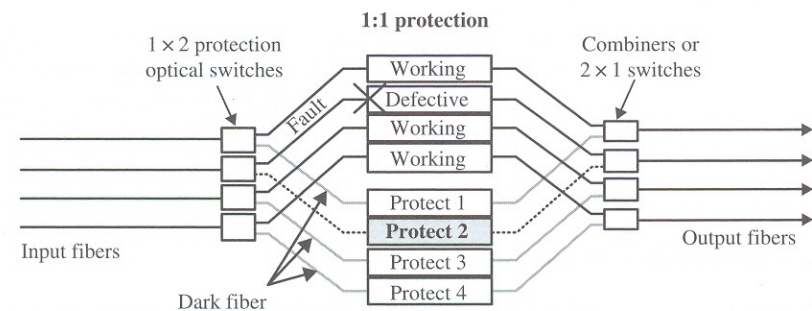 1:1 protection
1 × 2 protection
optical switches
Combiners or
2 × 1 switches
Fault
Working
Defective
Working
Working
Protect 1
Protect 2
Protect 3
Protect 4
Input fibers
Dark fiber
Output fibers